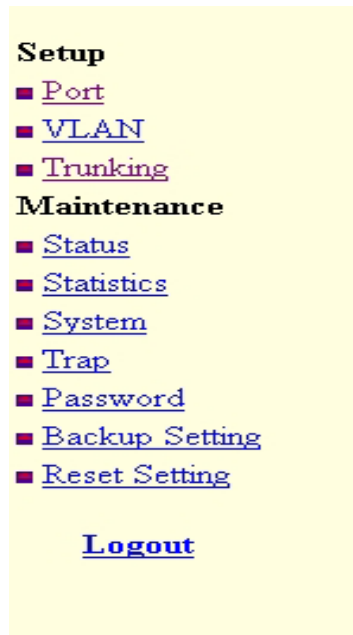 Setup
Port
VLAN
Trunking
Maintenance
Status
Statistics
System
Trap
Password
Backup Setting
Reset Setting
Logout